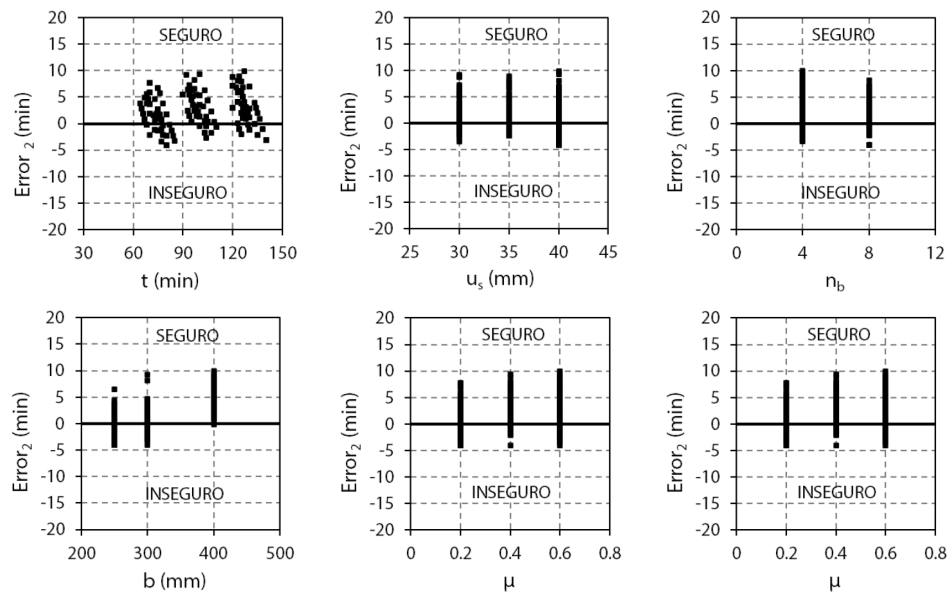 20
15
10
5
0
-5
-10
-15
-20
Error₂ (min)
SEGURO
INSEGURO
30 60 90 120 150
t (min)
20
15
10
5
0
-5
-10
-15
-20
Error₂ (min)
SEGURO
INSEGURO
25 30 35 40 45
uₛ (mm)
20
15
10
5
0
-5
-10
-15
-20
Error₂ (min)
SEGURO
INSEGURO
0 4 8 12
n_b
20
15
10
5
0
-5
-10
-15
-20
Error₂ (min)
SEGURO
INSEGURO
200 300 400 500
b (mm)
20
15
10
5
0
-5
-10
-15
-20
Error₂ (min)
SEGURO
INSEGURO
0 0.2 0.4 0.6 0.8
μ
20
15
10
5
0
-5
-10
-15
-20
Error₂ (min)
SEGURO
INSEGURO
0 0.2 0.4 0.6 0.8
μ